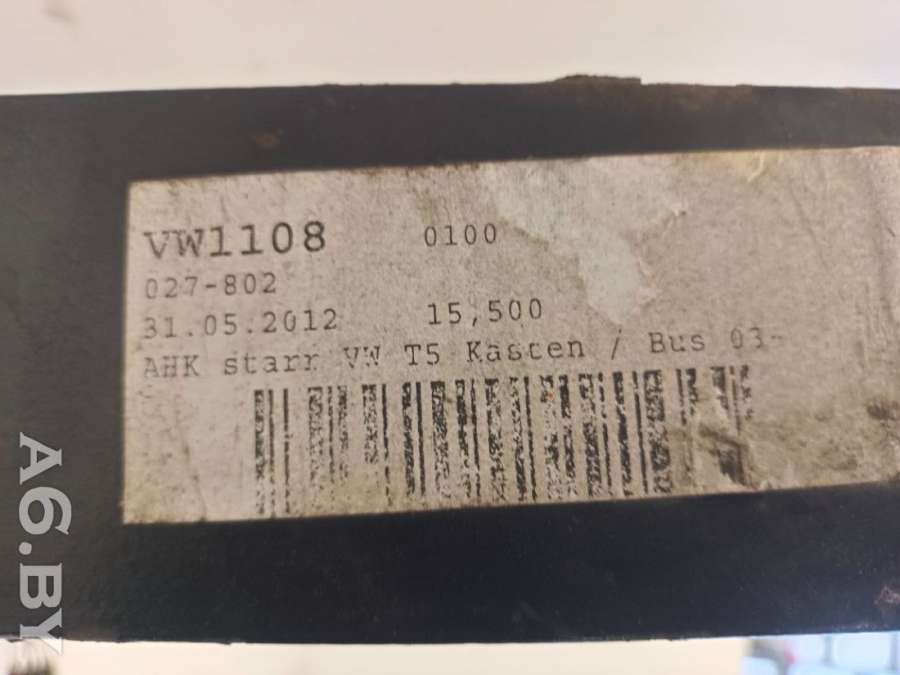 VW1108 0100
027-802
31.05.2012 15,500
AHK starr VW T5 Kasten / Bus 03-
A6.BY